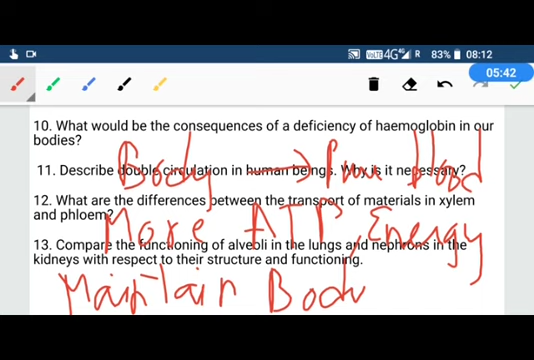 VoLTE 4G 4G R 83% 08:12
05:42
10. What would be the consequences of a deficiency of haemoglobin in our
bodies?
11. Describe double circulation in human beings. Why is it necessary?
Body → Pure blood
12. What are the differences between the transport of materials in xylem
and phloem?
More ATP, Energy
13. Compare the functioning of alveoli in the lungs and nephrons in the
kidneys with respect to their structure and functioning.
Maintain Body